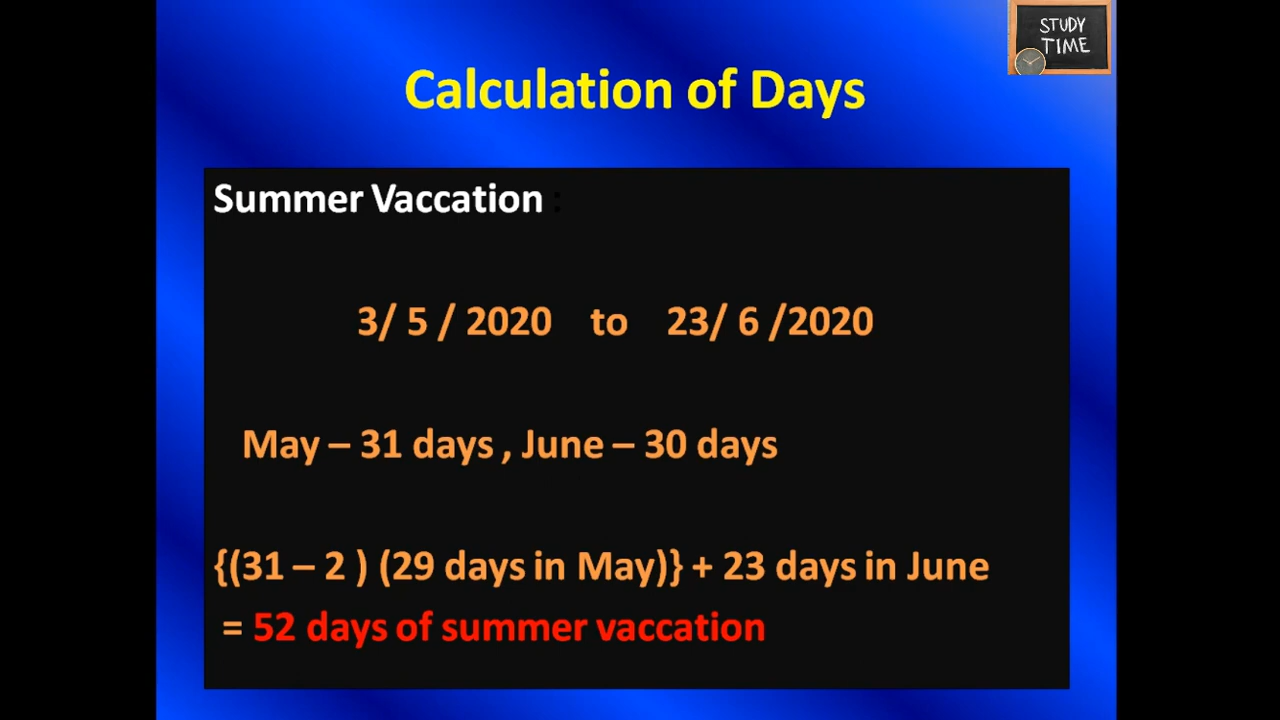 STUDY
TIME
Calculation of Days
Summer Vaccation :
3/ 5 / 2020 to 23/ 6 /2020
May – 31 days , June – 30 days
{(31 – 2 ) (29 days in May)} + 23 days in June
= 52 days of summer vaccation